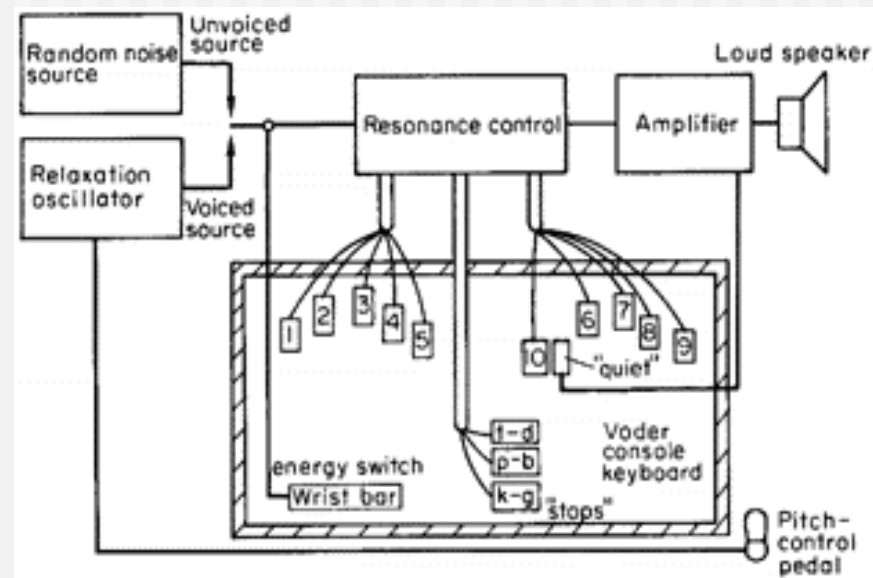 Unvoiced
source
Random noise
source
Loud speaker
Resonance control
Amplifier
Relaxation
oscillator
Voiced
source
1
2
3
4
5
6
7
8
9
10
"quiet"
t-d
p-b
k-g
"stops"
Voder
console
keyboard
energy switch
Wrist bar
Pitch-
control
pedal